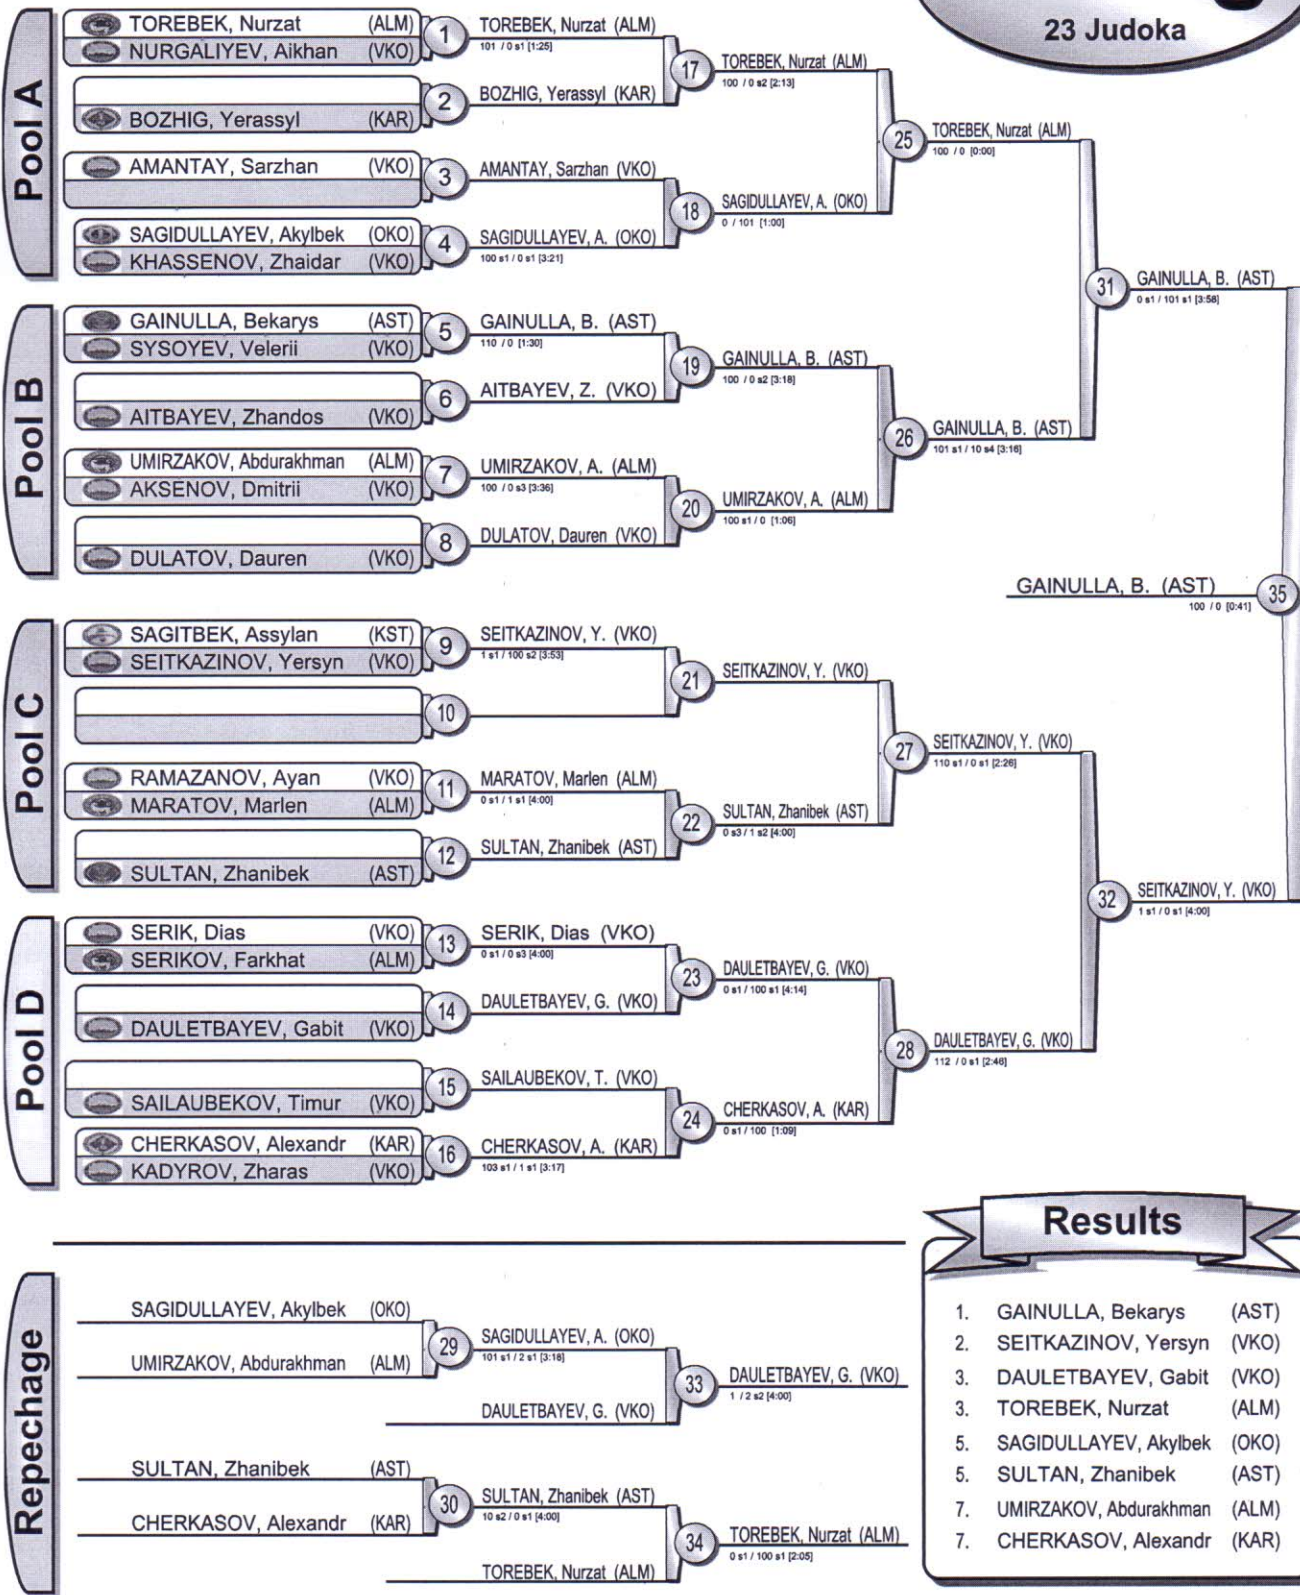 23 Judoka
Pool A
TOREBEK, Nurzat (ALM)
NURGALIYEV, Aikhan (VKO)
1
TOREBEK, Nurzat (ALM)
101 / 0 s1 [1:25]
BOZHIG, Yerassyl (KAR)
2
BOZHIG, Yerassyl (KAR)
17
TOREBEK, Nurzat (ALM)
100 / 0 s2 [2:13]
AMANTAY, Sarzhan (VKO)
3
AMANTAY, Sarzhan (VKO)
SAGIDULLAYEV, Akylbek (OKO)
KHASSENOV, Zhaidar (VKO)
4
SAGIDULLAYEV, A. (OKO)
100 s1 / 0 s1 [3:21]
18
SAGIDULLAYEV, A. (OKO)
0 / 101 [1:00]
25
TOREBEK, Nurzat (ALM)
100 / 0 [0:00]
Pool B
GAINULLA, Bekarys (AST)
SYSOYEV, Velerii (VKO)
5
GAINULLA, B. (AST)
110 / 0 [1:30]
AITBAYEV, Zhandos (VKO)
6
AITBAYEV, Z. (VKO)
19
GAINULLA, B. (AST)
100 / 0 s2 [3:18]
UMIRZAKOV, Abdurakhman (ALM)
AKSENOV, Dmitrii (VKO)
7
UMIRZAKOV, A. (ALM)
100 / 0 s3 [3:36]
DULATOV, Dauren (VKO)
8
DULATOV, Dauren (VKO)
20
UMIRZAKOV, A. (ALM)
100 s1 / 0 [1:06]
26
GAINULLA, B. (AST)
101 s1 / 10 s4 [3:16]
31
GAINULLA, B. (AST)
0 s1 / 101 s1 [3:58]
GAINULLA, B. (AST)
100 / 0 [0:41]
35
Pool C
SAGITBEK, Assylan (KST)
SEITKAZINOV, Yersyn (VKO)
9
SEITKAZINOV, Y. (VKO)
1 s1 / 100 s2 [3:53]
10
21
SEITKAZINOV, Y. (VKO)
RAMAZANOV, Ayan (VKO)
MARATOV, Marlen (ALM)
11
MARATOV, Marlen (ALM)
0 s1 / 1 s1 [4:00]
SULTAN, Zhanibek (AST)
12
SULTAN, Zhanibek (AST)
22
SULTAN, Zhanibek (AST)
0 s3 / 1 s2 [4:00]
27
SEITKAZINOV, Y. (VKO)
110 s1 / 0 s1 [2:26]
Pool D
SERIK, Dias (VKO)
SERIKOV, Farkhat (ALM)
13
SERIK, Dias (VKO)
0 s1 / 0 s3 [4:00]
DAULETBAYEV, Gabit (VKO)
14
DAULETBAYEV, G. (VKO)
23
DAULETBAYEV, G. (VKO)
0 s1 / 100 s1 [4:14]
SAILAUBEKOV, Timur (VKO)
15
SAILAUBEKOV, T. (VKO)
CHERKASOV, Alexandr (KAR)
KADYROV, Zharas (VKO)
16
CHERKASOV, A. (KAR)
103 s1 / 1 s1 [3:17]
24
CHERKASOV, A. (KAR)
0 s1 / 100 [1:09]
28
DAULETBAYEV, G. (VKO)
112 / 0 s1 [2:46]
32
SEITKAZINOV, Y. (VKO)
1 s1 / 0 s1 [4:00]
Repechage
SAGIDULLAYEV, Akylbek (OKO)
UMIRZAKOV, Abdurakhman (ALM)
29
SAGIDULLAYEV, A. (OKO)
101 s1 / 2 s1 [3:18]
DAULETBAYEV, G. (VKO)
33
DAULETBAYEV, G. (VKO)
1 / 2 s2 [4:00]
SULTAN, Zhanibek (AST)
CHERKASOV, Alexandr (KAR)
30
SULTAN, Zhanibek (AST)
10 s2 / 0 s1 [4:00]
TOREBEK, Nurzat (ALM)
34
TOREBEK, Nurzat (ALM)
0 s1 / 100 s1 [2:05]
Results
1. GAINULLA, Bekarys (AST)
2. SEITKAZINOV, Yersyn (VKO)
3. DAULETBAYEV, Gabit (VKO)
3. TOREBEK, Nurzat (ALM)
5. SAGIDULLAYEV, Akylbek (OKO)
5. SULTAN, Zhanibek (AST)
7. UMIRZAKOV, Abdurakhman (ALM)
7. CHERKASOV, Alexandr (KAR)